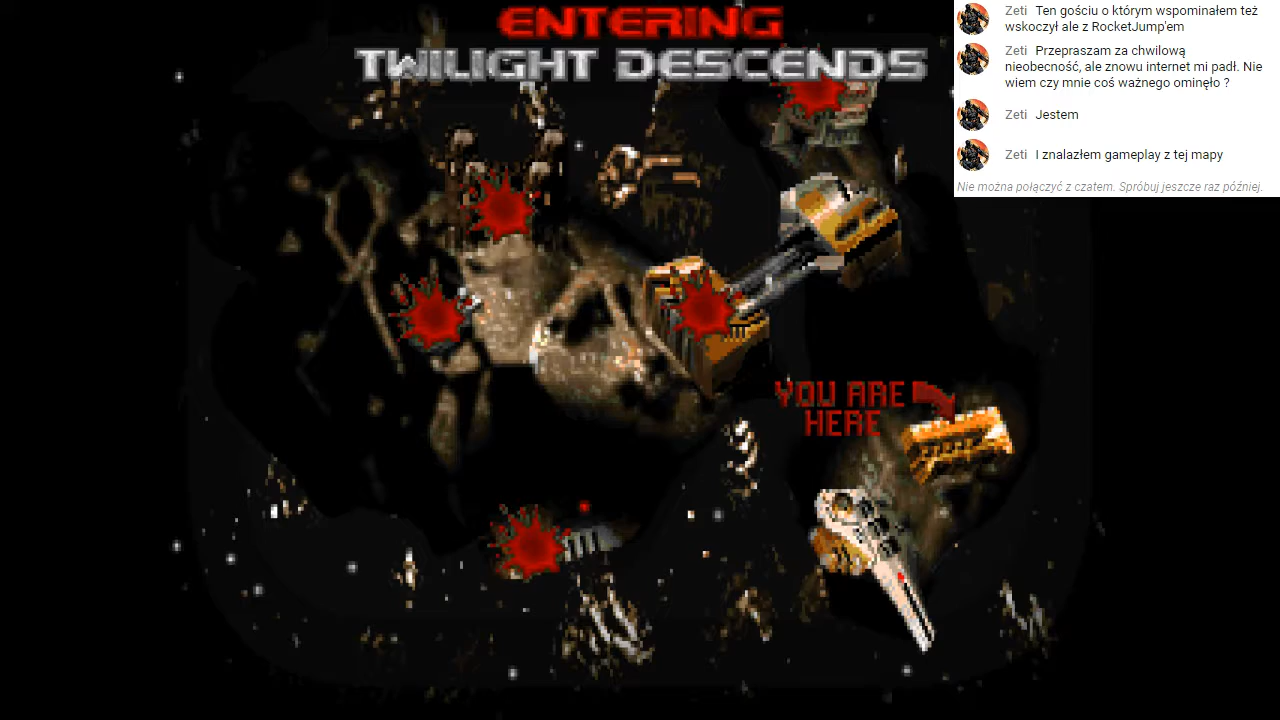 ENTERING
TWILIGHT DESCENDS
Zeti Ten gościu o którym wspominałem też
wskoczył ale z RocketJump'em
Zeti Przepraszam za chwilową
nieobecność, ale znowu internet mi padł. Nie
wiem czy mnie coś ważnego ominęło ?
Zeti Jestem
Zeti I znalazłem gameplay z tej mapy
Nie można połączyć z czatem. Spróbuj jeszcze raz później.
YOU ARE
HERE